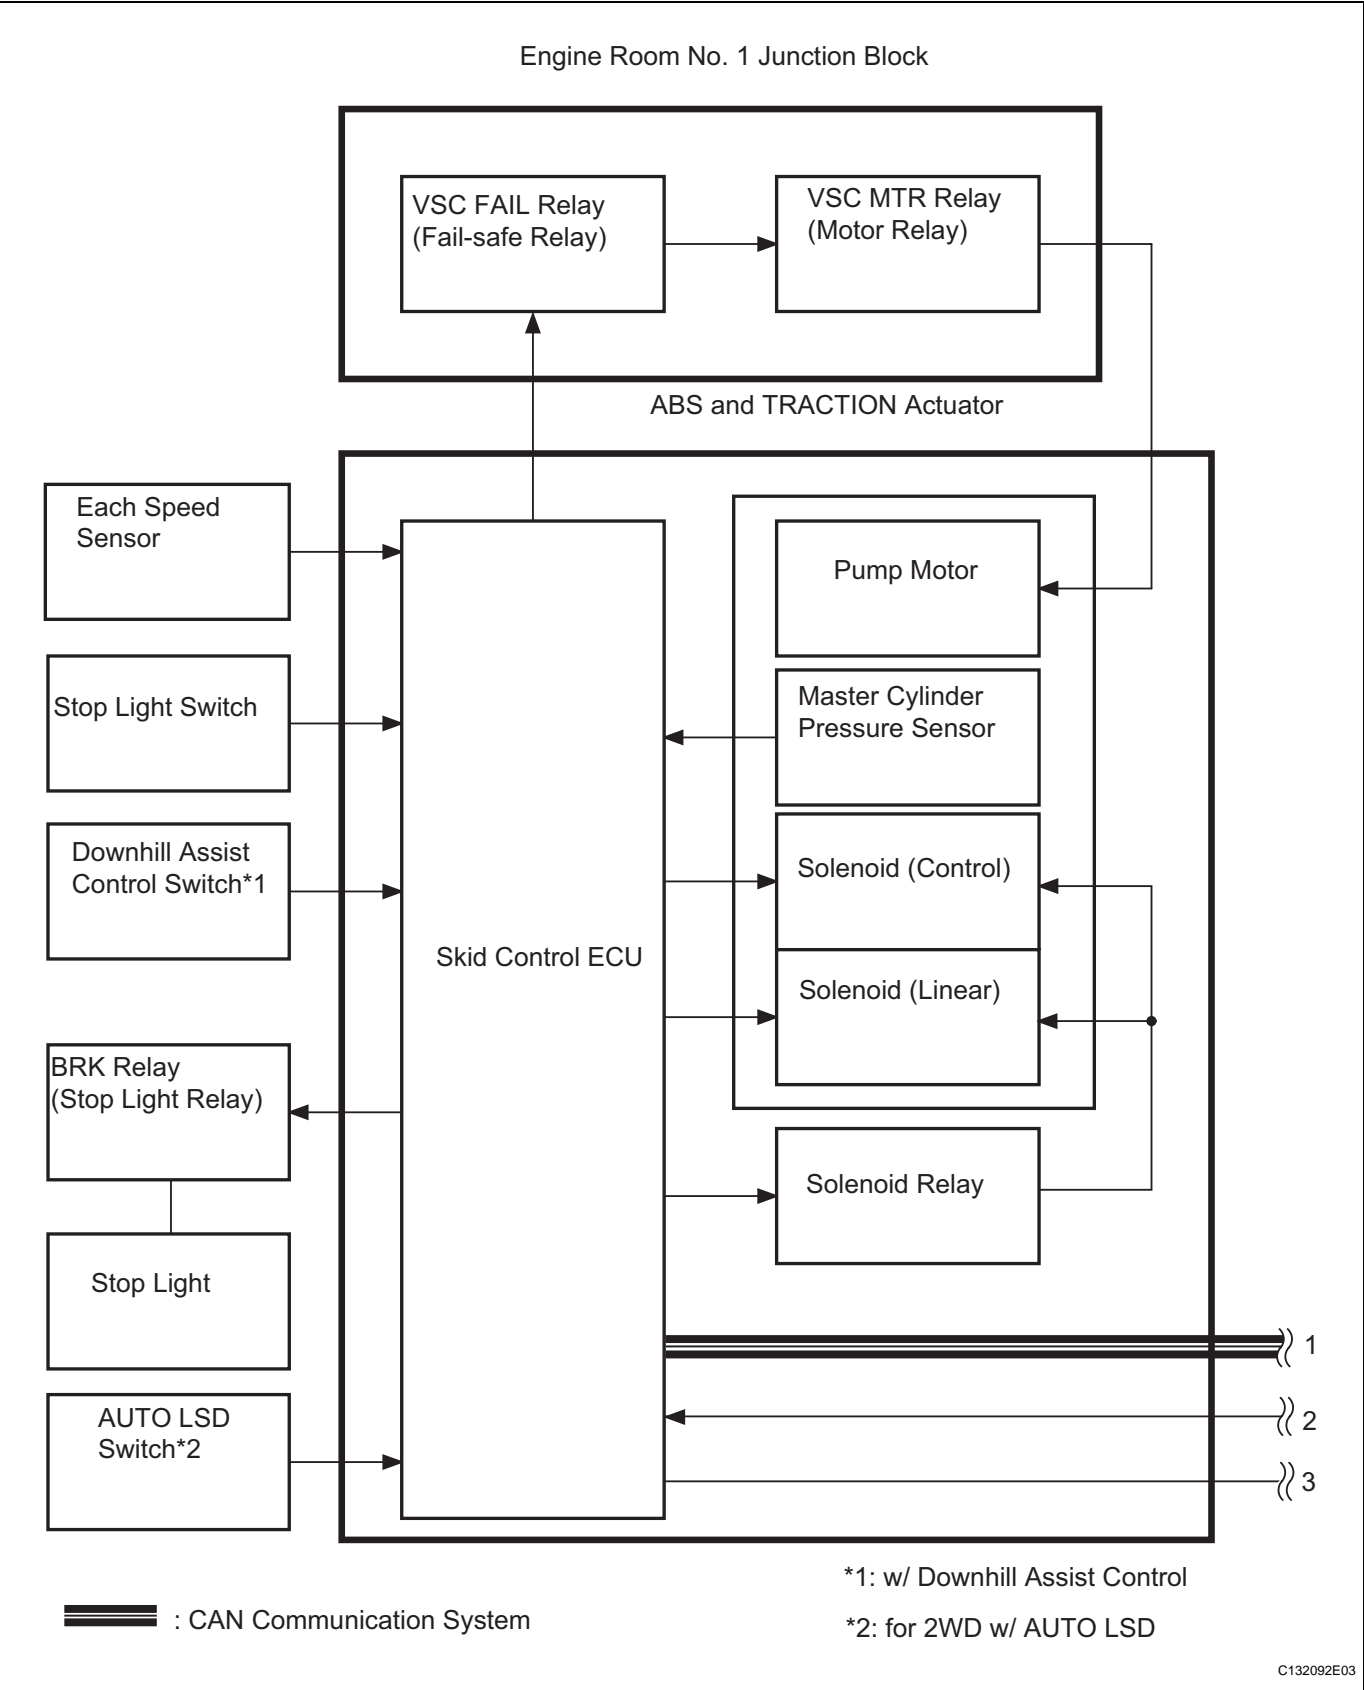 Engine Room No. 1 Junction Block
VSC FAIL Relay
(Fail-safe Relay)
VSC MTR Relay
(Motor Relay)
ABS and TRACTION Actuator
Each Speed
Sensor
Pump Motor
Stop Light Switch
Master Cylinder
Pressure Sensor
Downhill Assist
Control Switch*1
Solenoid (Control)
Skid Control ECU
Solenoid (Linear)
BRK Relay
(Stop Light Relay)
Solenoid Relay
Stop Light
1
AUTO LSD
Switch*2
2
3
*1: w/ Downhill Assist Control
: CAN Communication System
*2: for 2WD w/ AUTO LSD
C132092E03